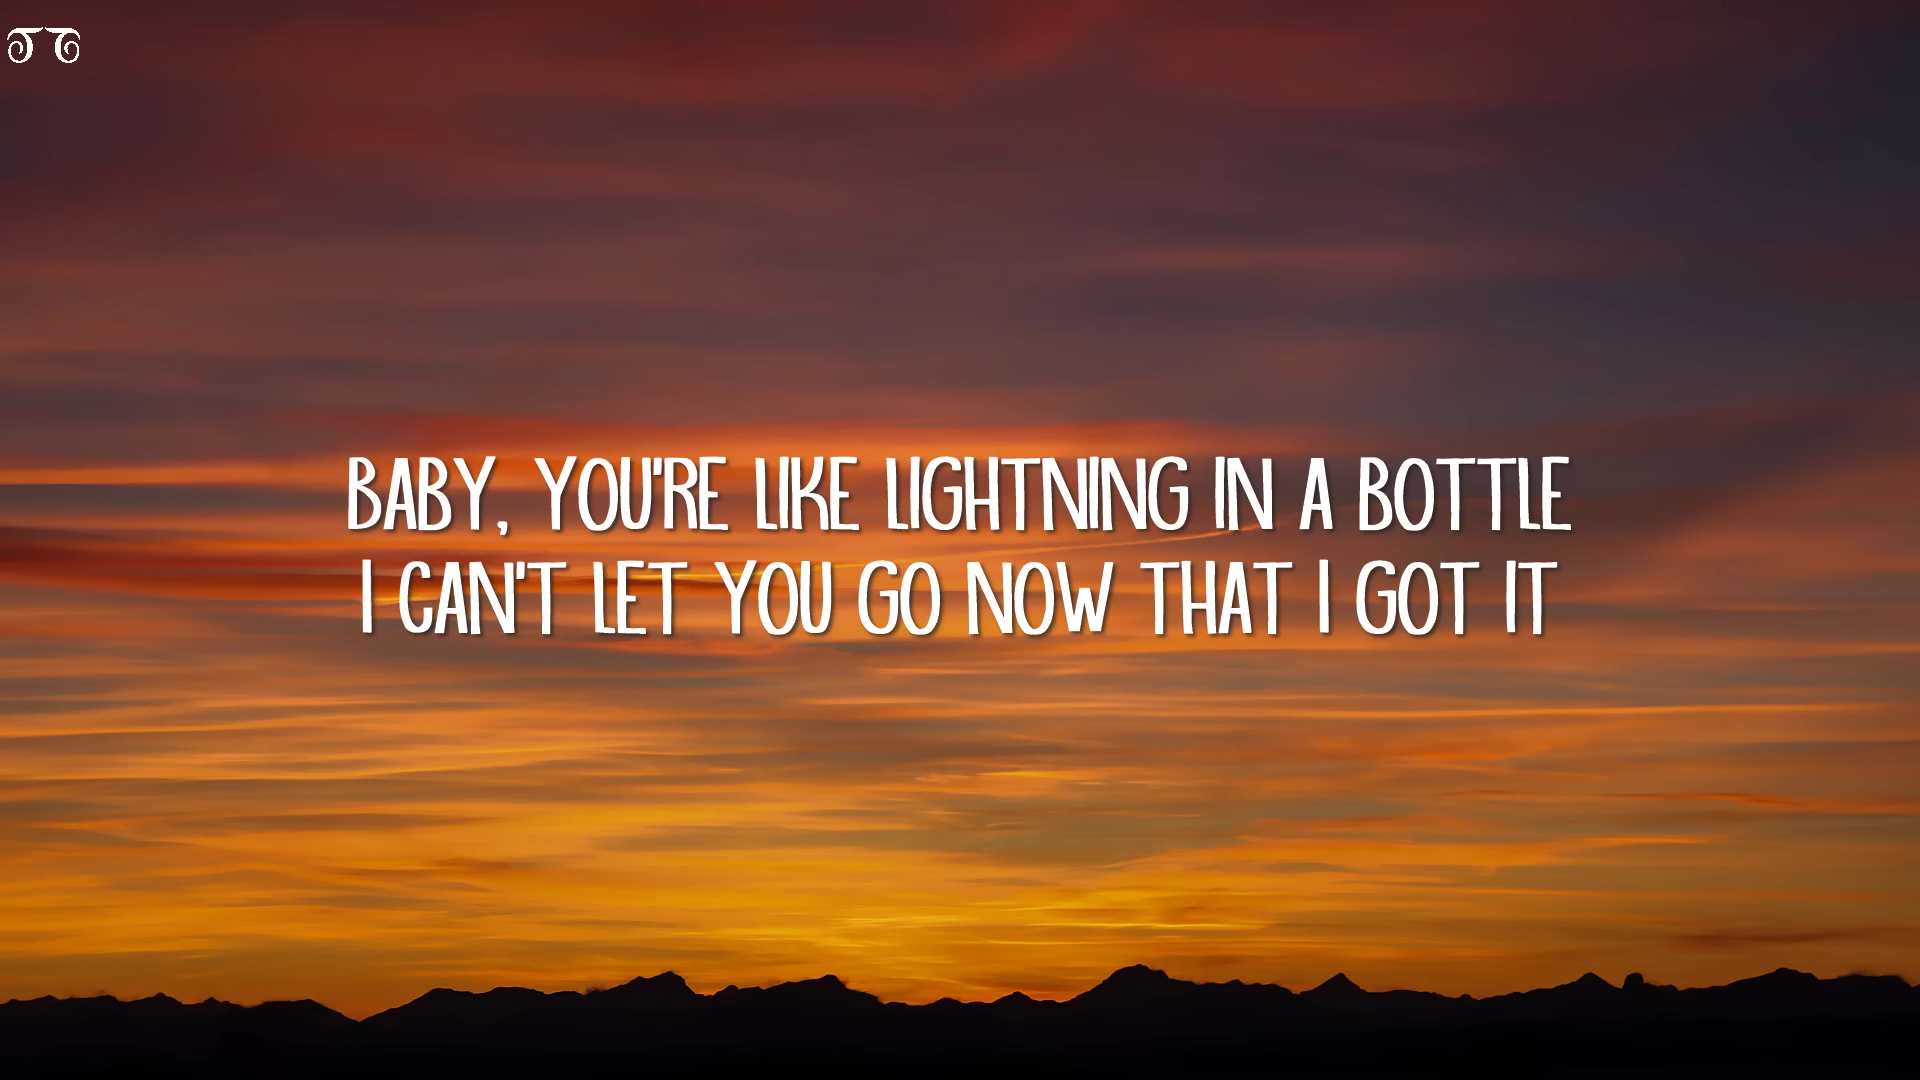 BABY, YOU'RE LIKE LIGHTNING IN A BOTTLE
I CAN'T LET YOU GO NOW THAT I GOT IT